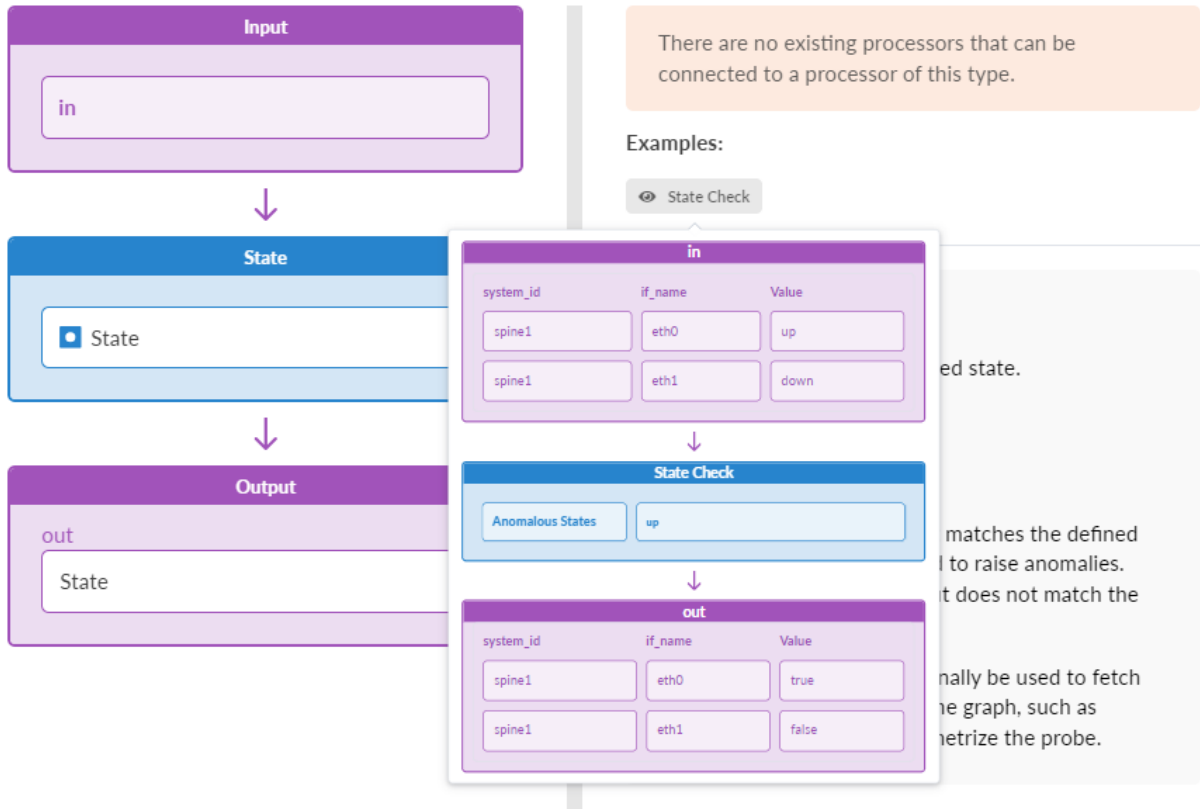 Input
in
State
State
Output
out
State
There are no existing processors that can be
connected to a processor of this type.
Examples:
State Check
in
system_id if_name Value
spine1 eth0 up
spine1 eth1 down
State Check
Anomalous States up
out
system_id if_name Value
spine1 eth0 true
spine1 eth1 false
ed state.
matches the defined
to raise anomalies.
does not match the
be used to fetch
graph, such as
the probe.